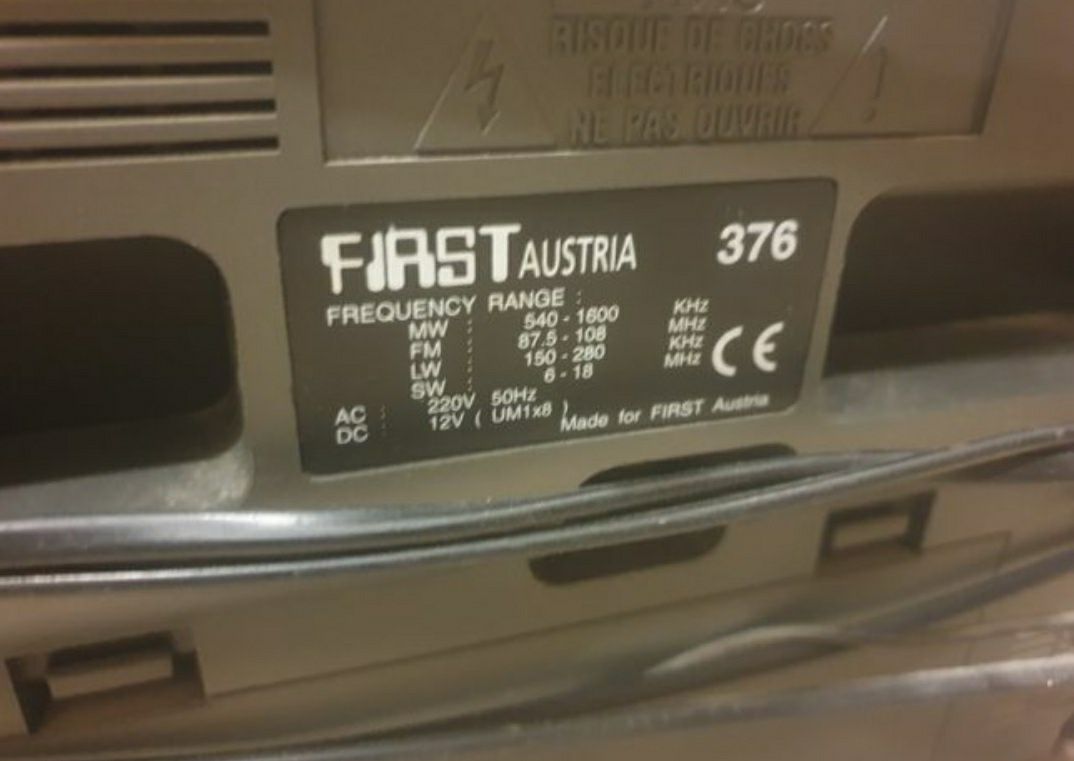 RISQUE DE CHOCS
ELECTRIQUES
NE PAS OUVRIR
FIRST AUSTRIA 376
FREQUENCY RANGE :
MW : 540 - 1600 KHz
FM : 87.5 - 108 MHz
LW : 150 - 280 KHz
SW : 6 - 18 MHz
CE
AC : 220V 50Hz
DC : 12V ( UM1x8 )
Made for FIRST Austria